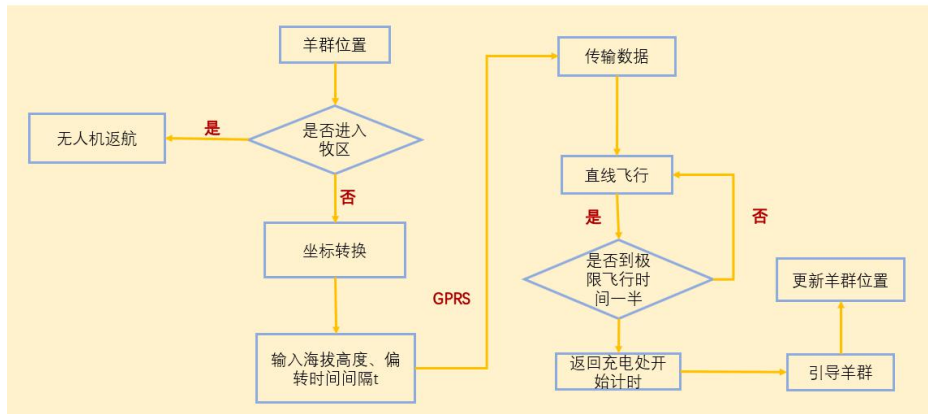 羊群位置
是否进入
牧区
是
无人机返航
否
坐标转换
输入海拔高度、偏
转时间间隔t
GPRS
传输数据
直线飞行
是
否
是否到极
限飞行时
间一半
返回充电处开
始计时
引导羊群
更新羊群位置